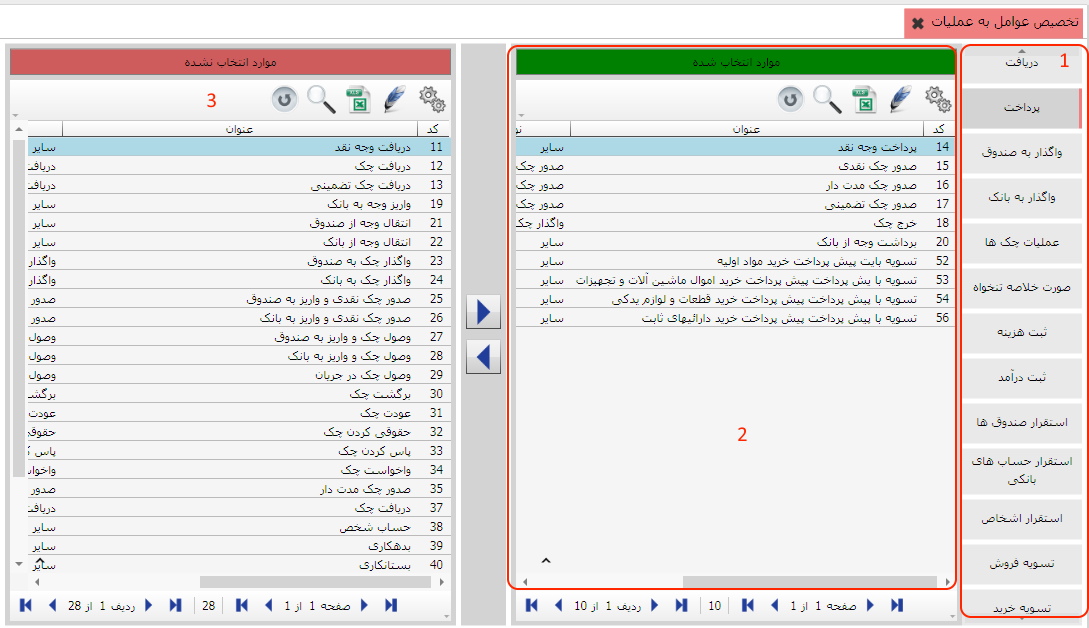 تخصیص عوامل به عملیات
1
دریافت
پرداخت
واگذار به صندوق
واگذار به بانک
عملیات چک ها
صورت خلاصه تنخواه
ثبت هزینه
ثبت درآمد
استقرار صندوق ها
استقرار حساب های
بانکی
استقرار اشخاص
تسویه فروش
تسویه خرید
موارد انتخاب شده
کد عنوان نو
14 پرداخت وجه نقد سایر
15 صدور چک نقدی صدور چک
16 صدور چک مدت دار صدور چک
17 صدور چک تضمینی صدور چک
18 خرج چک واگذار چک
20 برداشت وجه از بانک سایر
52 تسویه بابت پیش پرداخت خرید مواد اولیه سایر
53 تسویه با پش پرداخت پیش پرداخت خرید اموال ماشین آلات و تجهیزات سایر
54 تسویه با پیش پرداخت پیش پرداخت خرید قطعات و لوازم یدکی سایر
56 تسویه با پیش پرداخت پیش پرداخت خرید دارائیهای ثابت سایر
2
صفحه 1 از 1 10 ردیف 1 از 10
موارد انتخاب نشده
3
کد عنوان
11 دریافت وجه نقد سایر
12 دریافت چک دریافت
13 دریافت چک تضمینی دریافت
19 واریز وجه به بانک سایر
21 انتقال وجه از صندوق سایر
22 انتقال وجه از بانک سایر
23 واگذار چک به صندوق واگذار
24 واگذار چک به بانک واگذار
25 صدور چک نقدی و واریز به صندوق صدور
26 صدور چک نقدی و واریز به بانک صدور
27 وصول چک و واریز به صندوق وصول
28 وصول چک و واریز به بانک وصول
29 وصول چک در جریان وصول
30 برگشت چک برگشت
31 عودت چک عودت
32 حقوقی کردن چک حقوقی
33 پاس کردن چک پاس ک
34 واخواست چک واخوا
35 صدور چک مدت دار صدور
37 دریافت چک دریافت
38 حساب شخص سایر
39 بدهکاری سایر
40 بستانکاری سایر
صفحه 1 از 1 28 ردیف 1 از 28